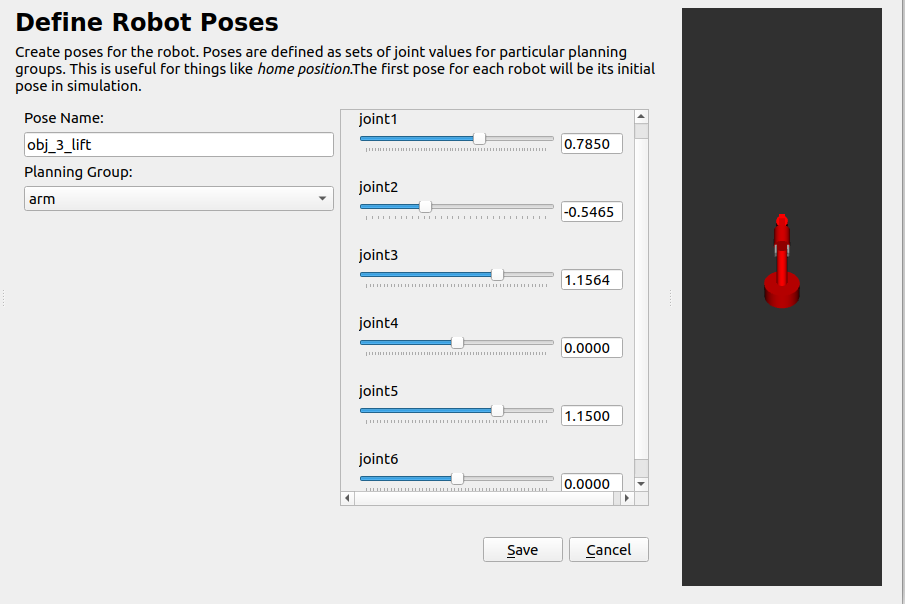 Define Robot Poses
Create poses for the robot. Poses are defined as sets of joint values for particular planning
groups. This is useful for things like home position.The first pose for each robot will be its initial
pose in simulation.
Pose Name:
obj_3_lift
Planning Group:
arm
joint1
0.7850
joint2
-0.5465
joint3
1.1564
joint4
0.0000
joint5
1.1500
joint6
0.0000
Save
Cancel